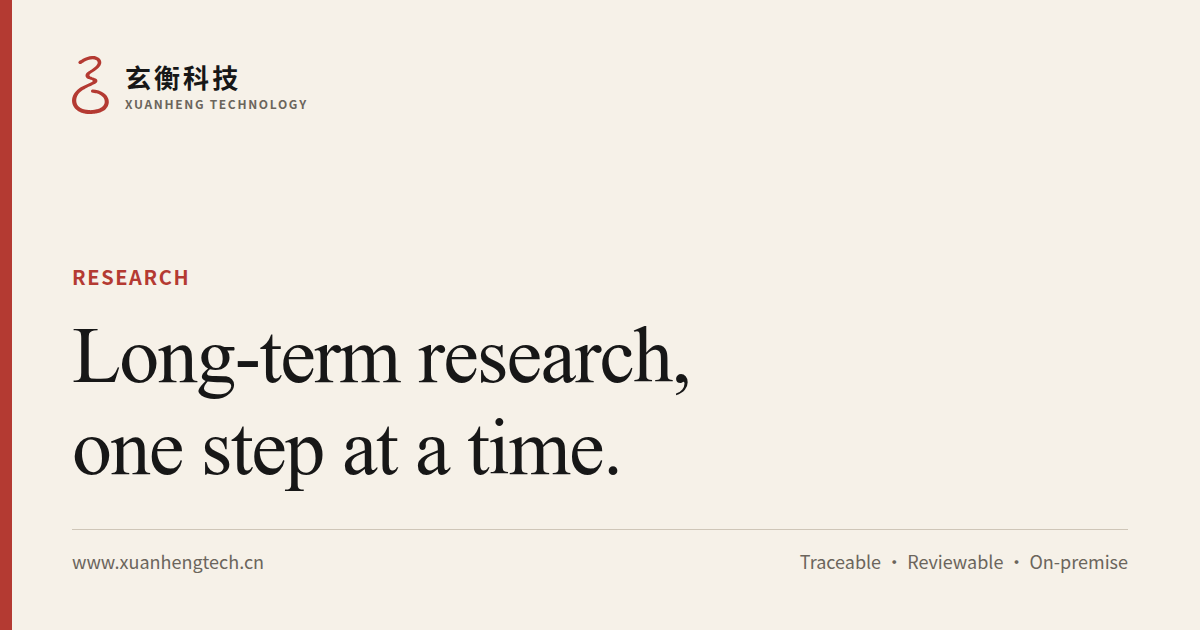 玄衡科技
XUANHENG TECHNOLOGY
RESEARCH
Long-term research,
one step at a time.
www.xuanhengtech.cn
Traceable • Reviewable • On-premise